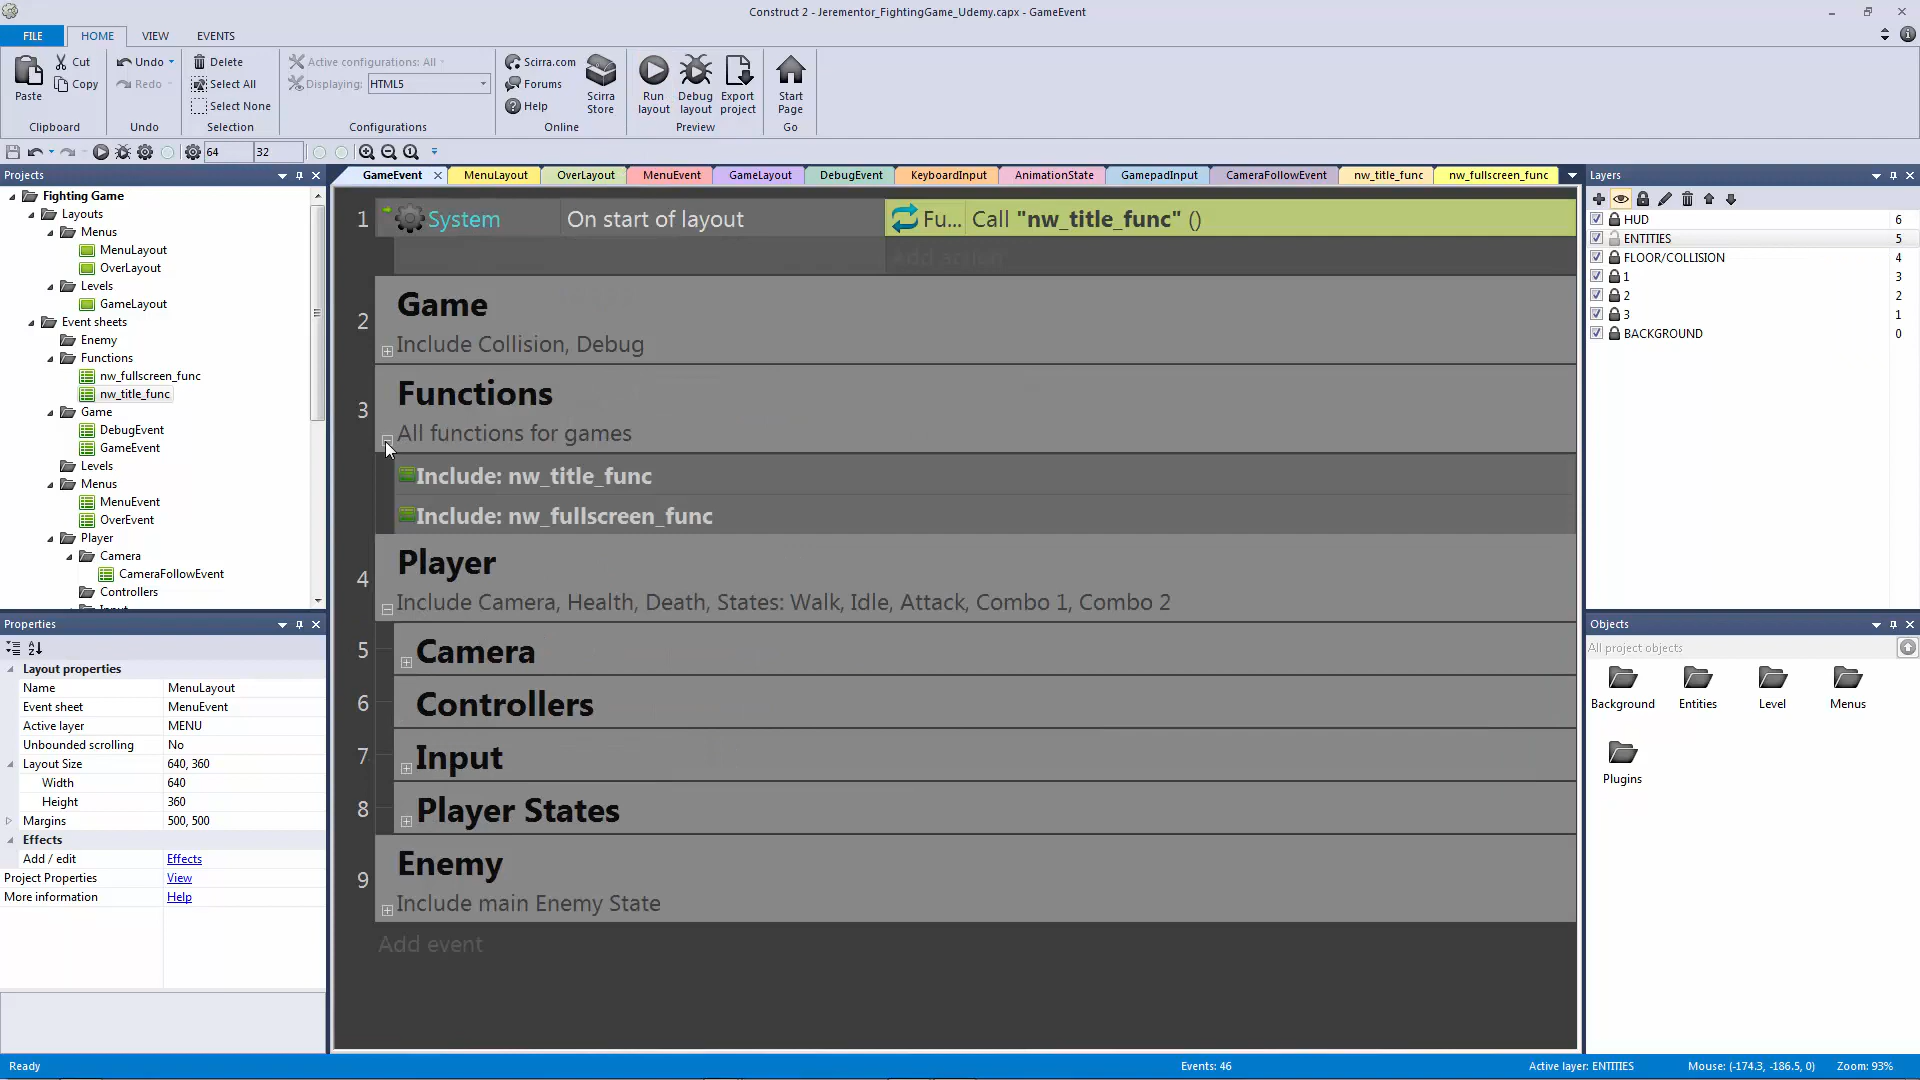 Construct 2 - Jerementor_FightingGame_Udemy.capx - GameEvent
FILE
HOME
VIEW
EVENTS
Paste
Cut
Copy
Clipboard
Undo
Redo
Undo
Delete
Select All
Select None
Selection
Active configurations: All
Displaying:
HTML5
Configurations
Scirra.com
Forums
Help
Scirra
Store
Online
Run
layout
Debug
layout
Export
project
Preview
Start
Page
Go
64
32
Projects
Fighting Game
Layouts
Menus
MenuLayout
OverLayout
Levels
GameLayout
Event sheets
Enemy
Functions
nw_fullscreen_func
nw_title_func
Game
DebugEvent
GameEvent
Levels
Menus
MenuEvent
OverEvent
Player
Camera
CameraFollowEvent
Controllers
Input
Properties
Layout properties
Name MenuLayout
Event sheet MenuEvent
Active layer MENU
Unbounded scrolling No
Layout Size 640, 360
Width 640
Height 360
Margins 500, 500
Effects
Add / edit Effects
Project Properties View
More information Help
GameEvent
MenuLayout
OverLayout
MenuEvent
GameLayout
DebugEvent
KeyboardInput
AnimationState
GamepadInput
CameraFollowEvent
nw_title_func
nw_fullscreen_func
1 System On start of layout Fu... Call "nw_title_func" ()
Add action
2 Game
Include Collision, Debug
3 Functions
All functions for games
Include: nw_title_func
Include: nw_fullscreen_func
4 Player
Include Camera, Health, Death, States: Walk, Idle, Attack, Combo 1, Combo 2
5 Camera
6 Controllers
7 Input
8 Player States
9 Enemy
Include main Enemy State
Add event
Layers
HUD 6
ENTITIES 5
FLOOR/COLLISION 4
1 3
2 2
3 1
BACKGROUND 0
Objects
All project objects
Background
Entities
Level
Menus
Plugins
Ready
Events: 46
Active layer: ENTITIES
Mouse: (-174.3, -186.5, 0)
Zoom: 93%